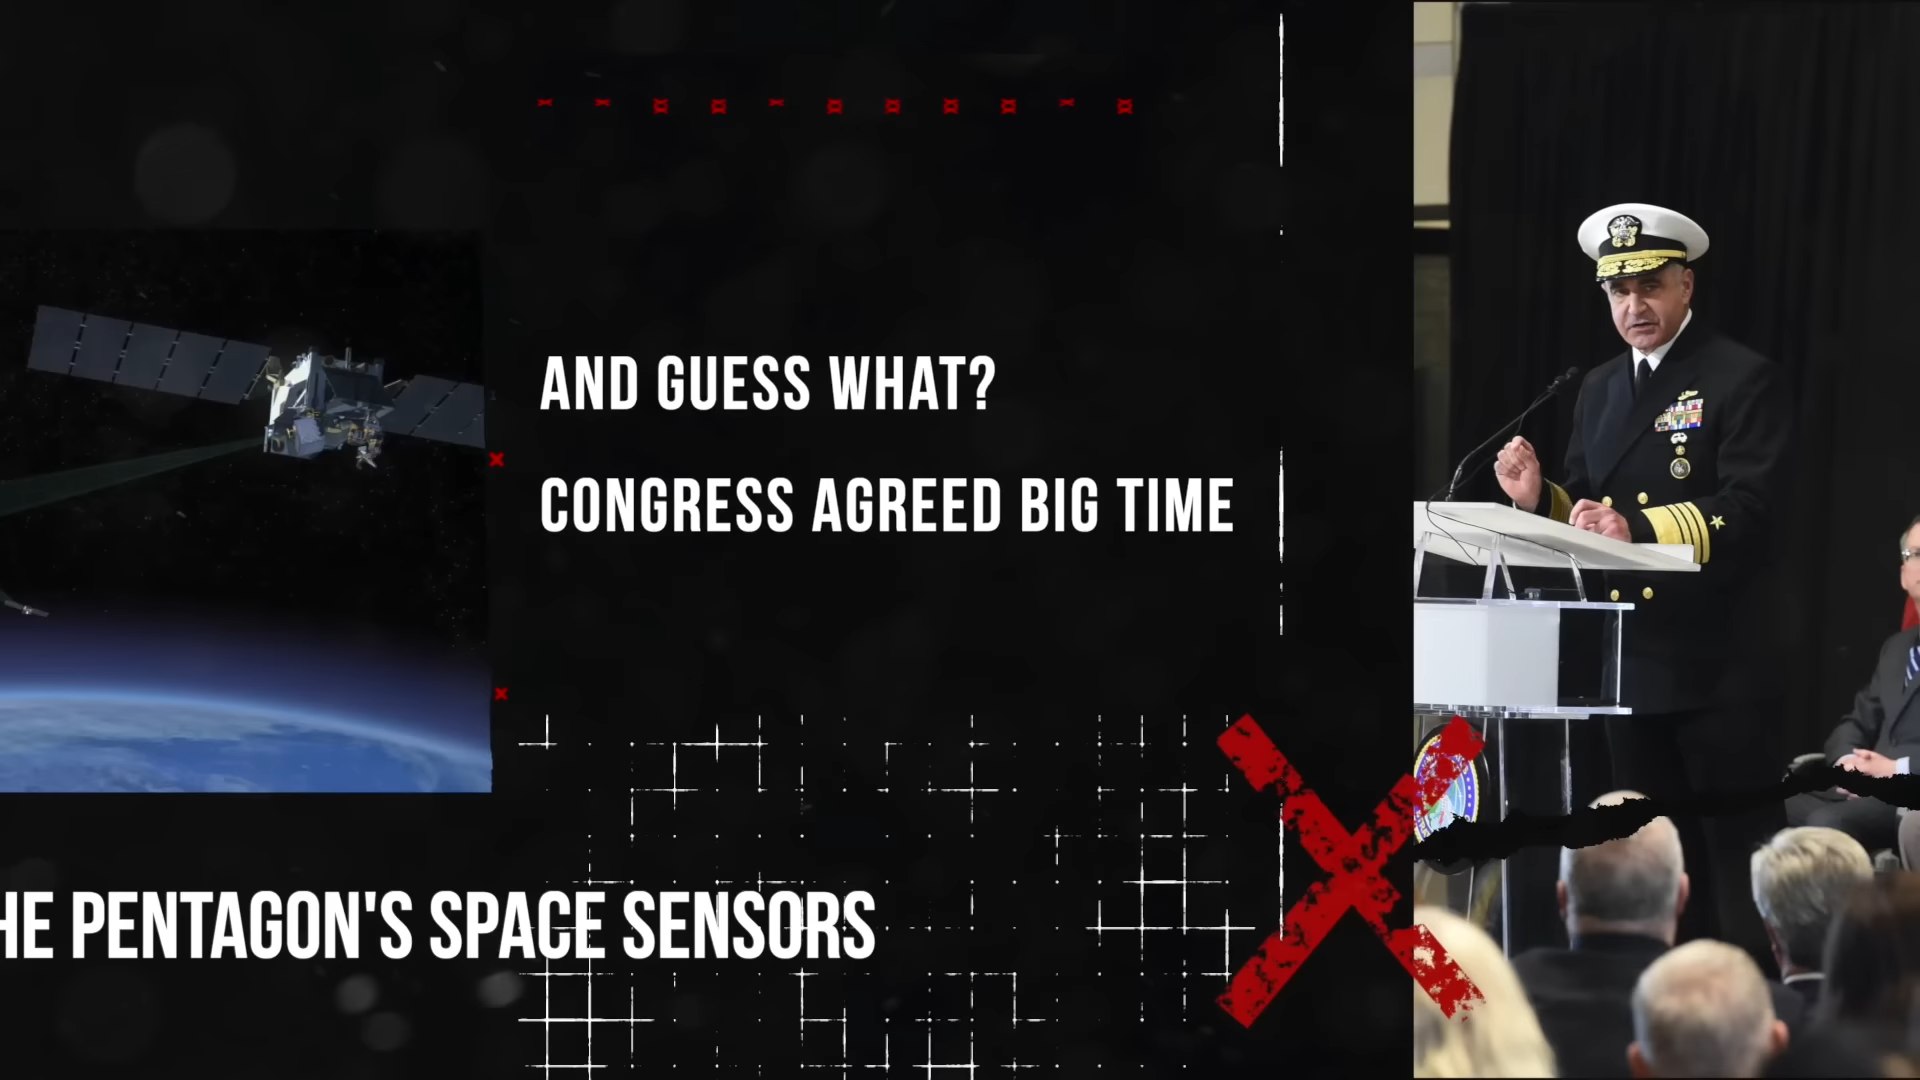 AND GUESS WHAT?
CONGRESS AGREED BIG TIME
HE PENTAGON'S SPACE SENSORS